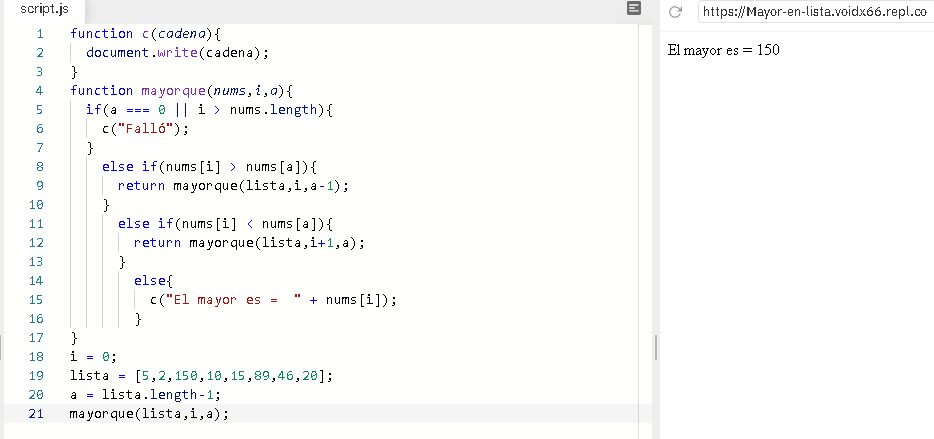 script.js
https://Mayor-en-lista.voidx66.repl.co
1 function c(cadena){
2 document.write(cadena);
3 }
4 function mayorque(nums,i,a){
5 if(a === 0 || i > nums.length){
6 c("Falló");
7 }
8 else if(nums[i] > nums[a]){
9 return mayorque(lista,i,a-1);
10 }
11 else if(nums[i] < nums[a]){
12 return mayorque(lista,i+1,a);
13 }
14 else{
15 c("El mayor es =  " + nums[i]);
16 }
17 }
18 i = 0;
19 lista = [5,2,150,10,15,89,46,20];
20 a = lista.length-1;
21 mayorque(lista,i,a);
El mayor es = 150